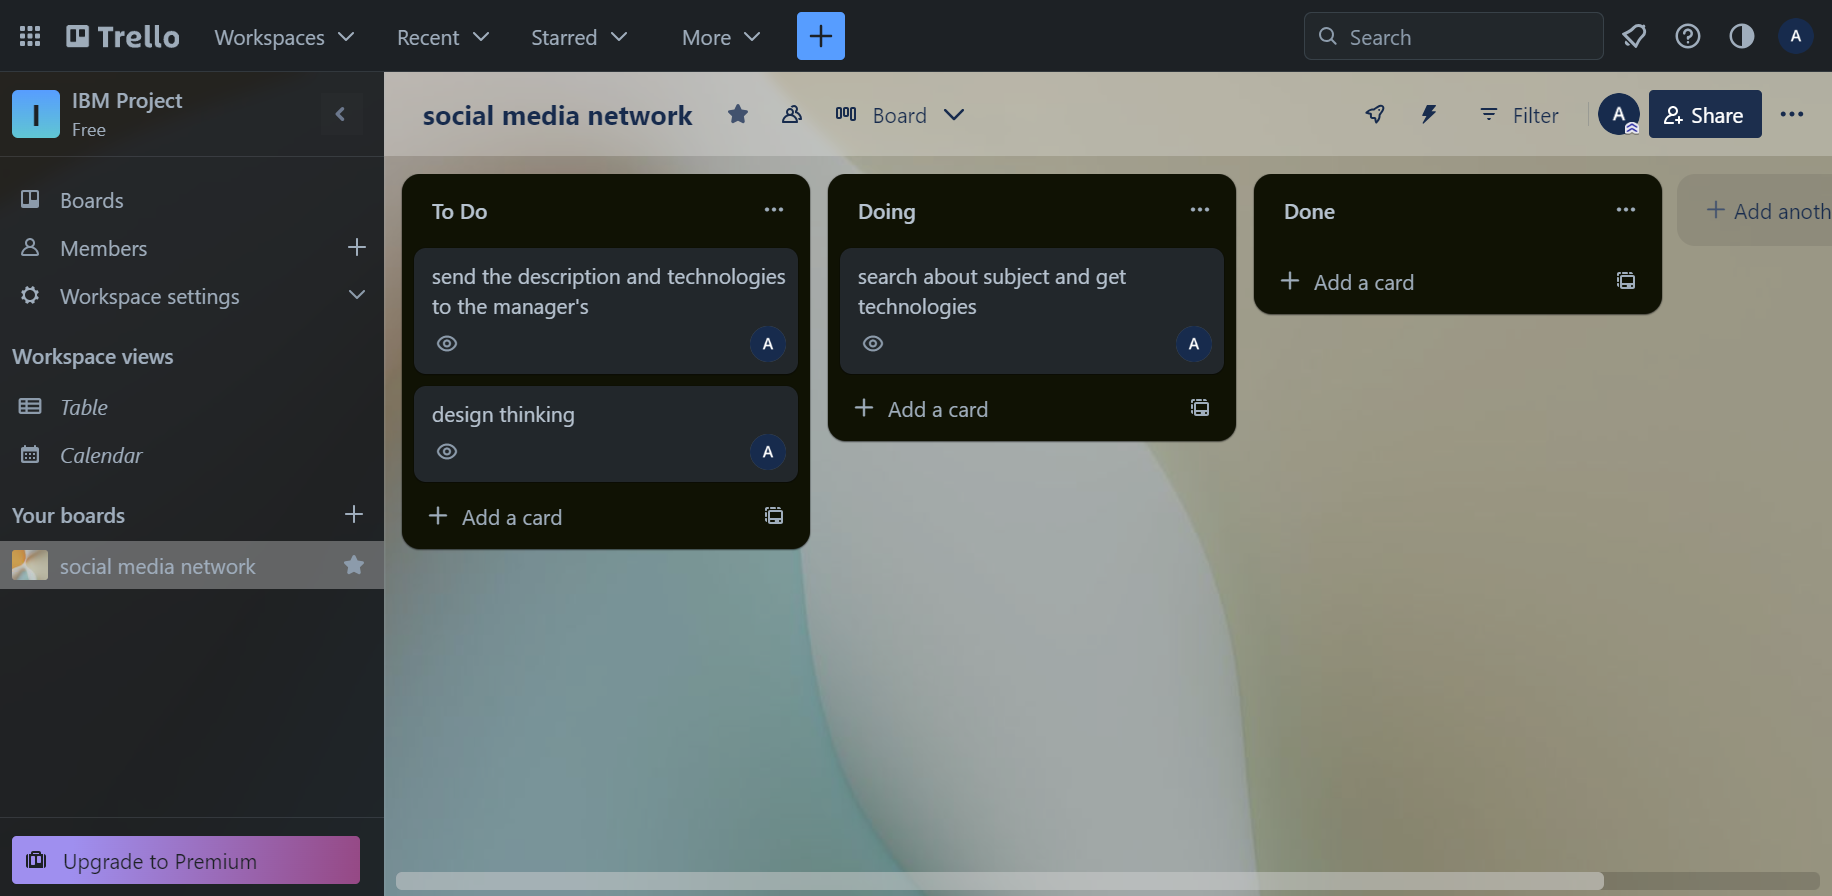 Trello
Workspaces
Recent
Starred
More
Search
A
I
IBM Project
Free
Boards
Members
Workspace settings
Workspace views
Table
Calendar
Your boards
social media network
Upgrade to Premium
social media network
Board
Filter
A
Share
To Do
send the description and technologies
to the manager's
A
design thinking
A
Add a card
Doing
search about subject and get
technologies
A
Add a card
Done
Add a card
Add anoth